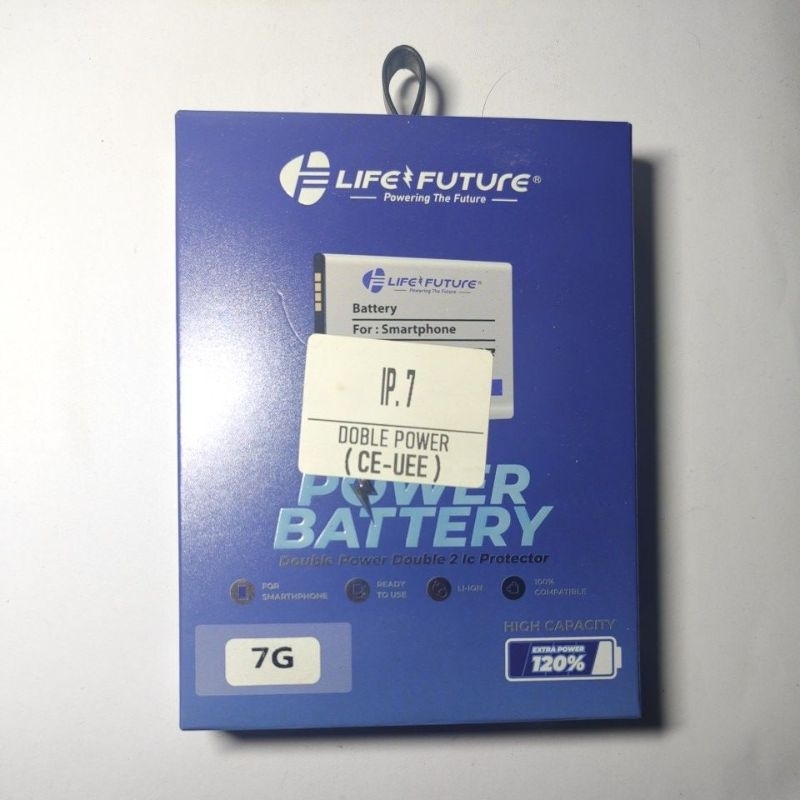 LIFE FUTURE®
Powering The Future
LIFE FUTURE®
Powering The Future
Battery
For : Smartphone
IP.7
DOBLE POWER
( CE-UEE )
POWER
BATTERY
Double Power Double 2 Ic Protector
FOR
SMARTHPHONE
READY
TO USE
LI-ION
100%
COMPATIBLE
HIGH CAPACITY
7G
EXTRA POWER
120%